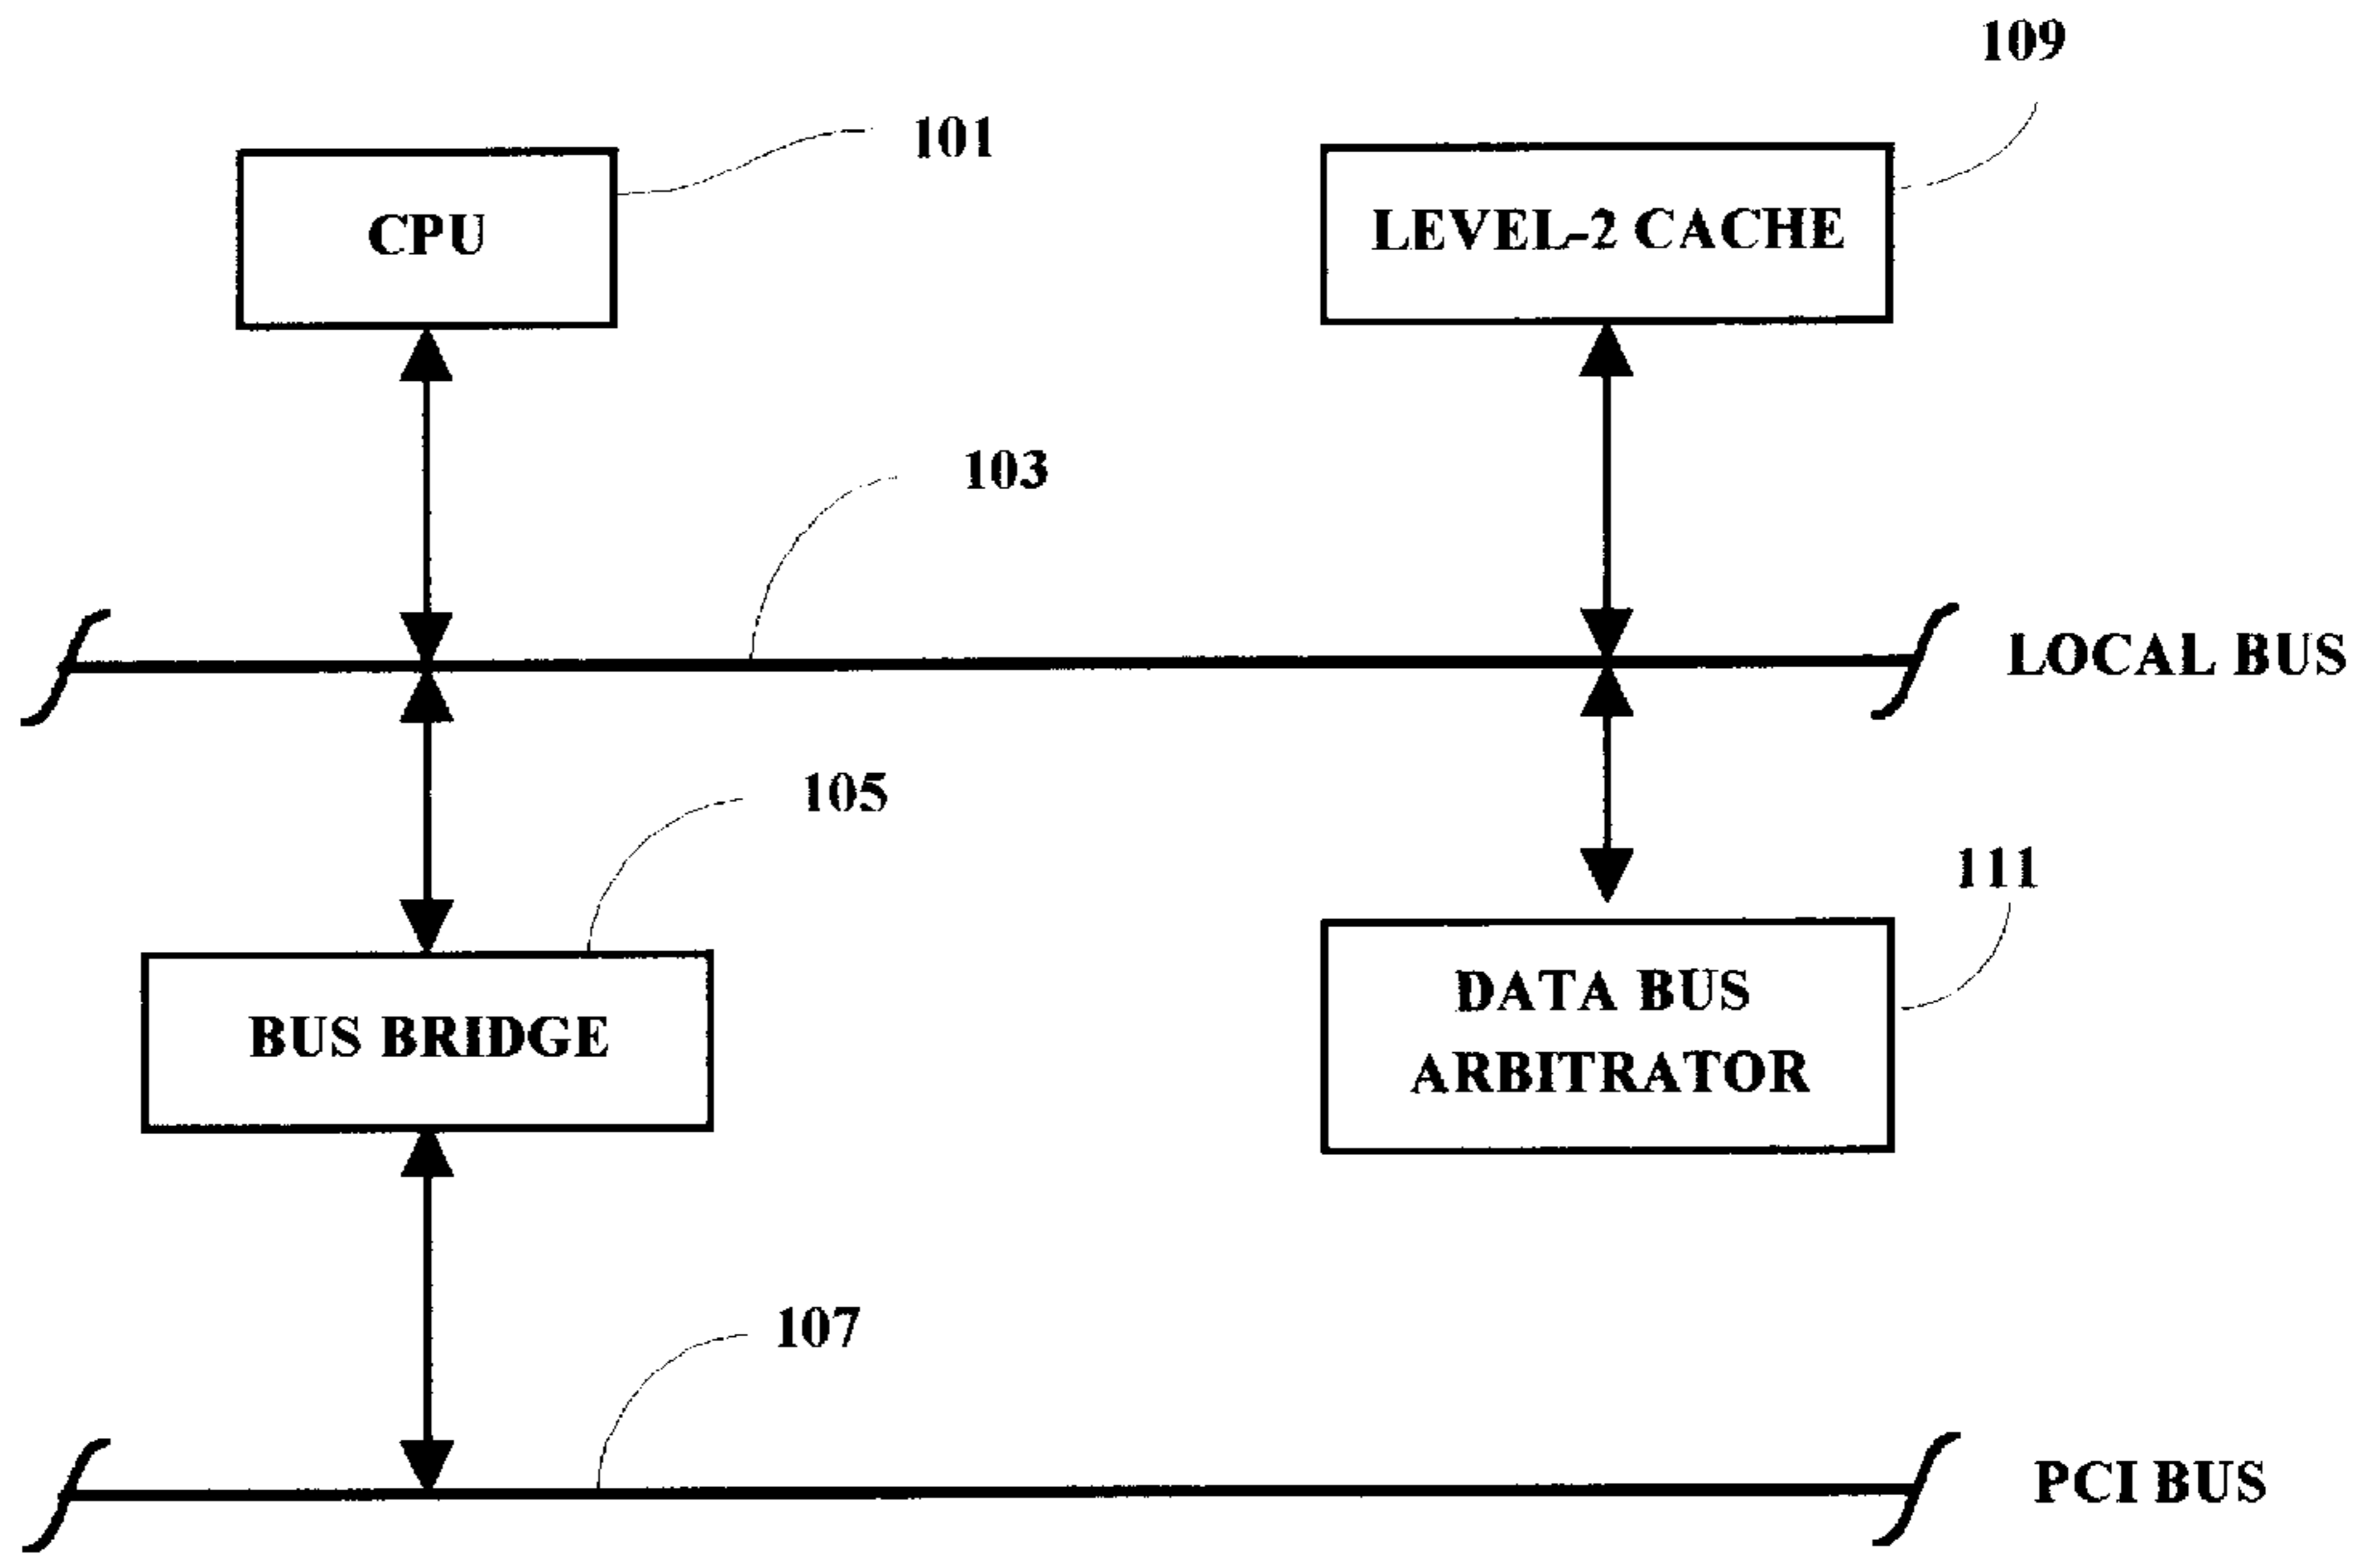 109
101
CPU
LEVEL-2 CACHE
103
LOCAL BUS
105
111
BUS BRIDGE
DATA BUS
ARBITRATOR
107
PCI BUS